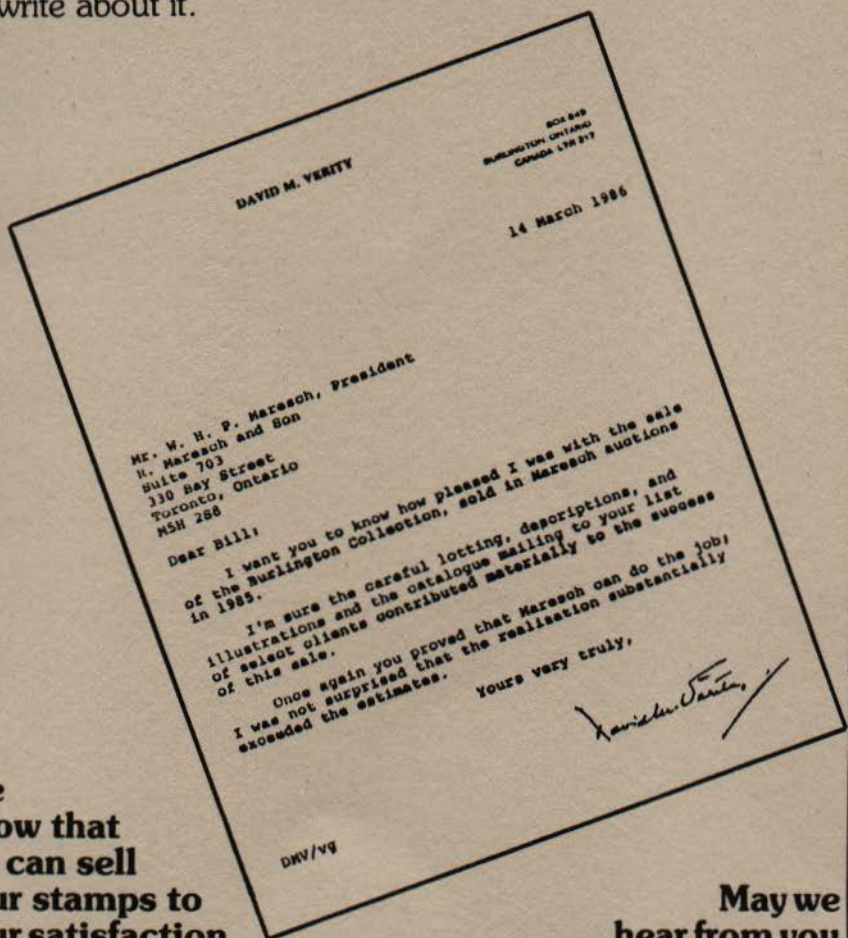 write about it.
DAVID M. VERITY
BOX 849
BURLINGTON ONTARIO
CANADA
14 March 1986
Mr. W. H. P. Maresch, President
R. Maresch and Son
Suite 703
330 Bay Street
Toronto, Ontario
M5H 2S8
Dear Bill,
I want you to know how pleased I was with the sale
of the Burlington Collection, sold in Maresch auctions
in 1985.
I'm sure the careful lotting, descriptions, and
illustrations and the catalogue mailing to your list
of select clients contributed materially to the success
of this sale.
Once again you proved that Maresch can do the job;
I was not surprised that the realisation substantially
exceeded the estimates.
Yours very truly,
DMV/vg
ow that
can sell
ur stamps to
ur satisfaction
May we
hear from you